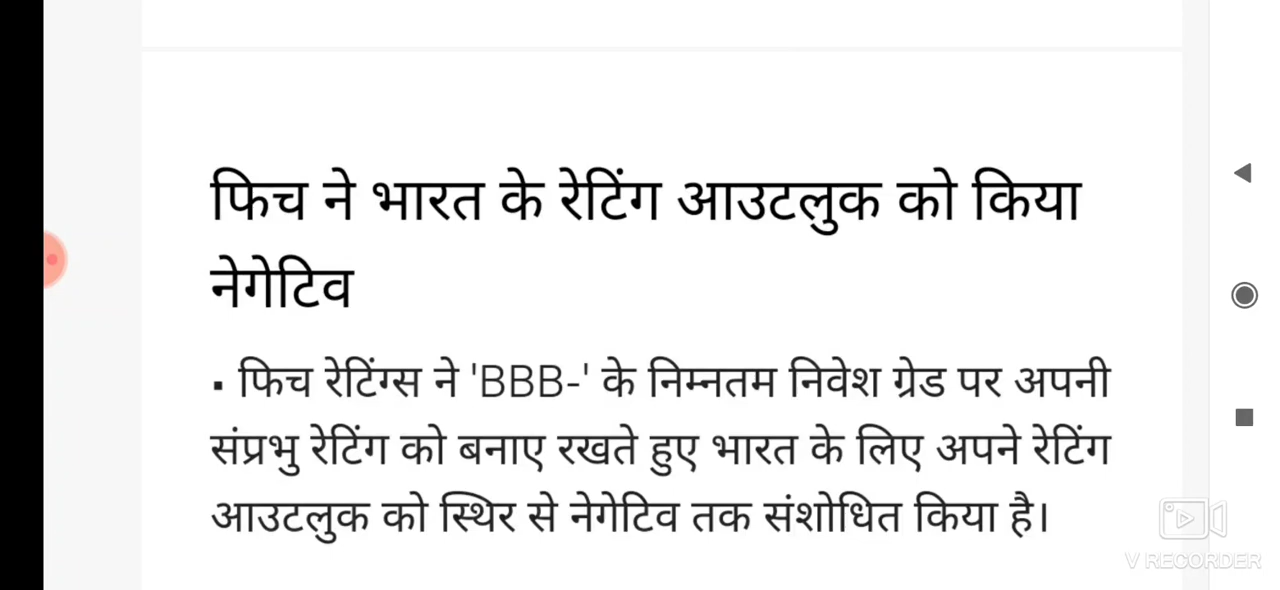 फिच ने भारत के रेटिंग आउटलुक को किया
नेगेटिव
▪ फिच रेटिंग्स ने 'BBB-' के निम्नतम निवेश ग्रेड पर अपनी
संप्रभु रेटिंग को बनाए रखते हुए भारत के लिए अपने रेटिंग
आउटलुक को स्थिर से नेगेटिव तक संशोधित किया है।
V RECORDER